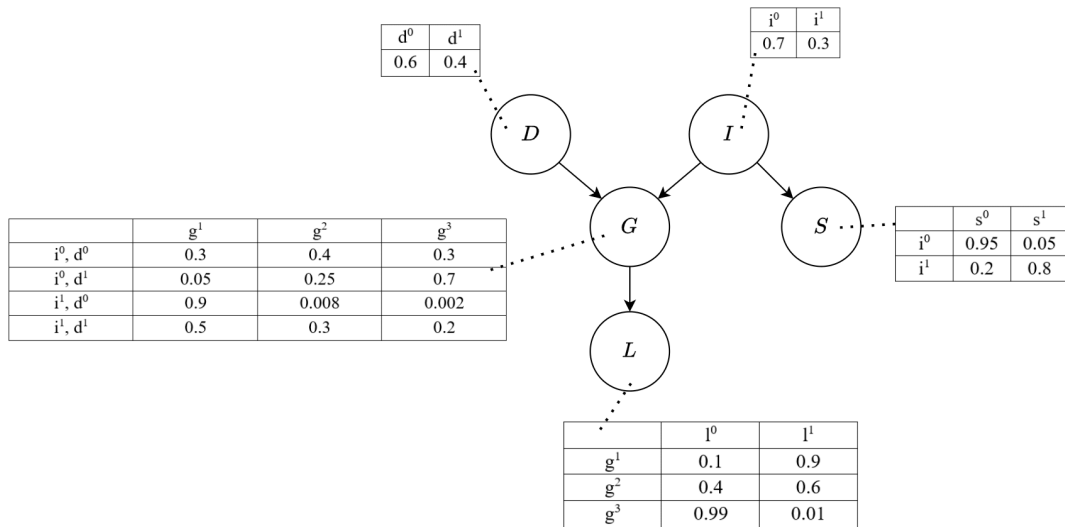 d⁰ d¹
0.6 0.4
i⁰ i¹
0.7 0.3
D
I
G
S
L
g¹ g² g³
i⁰, d⁰ 0.3 0.4 0.3
i⁰, d¹ 0.05 0.25 0.7
i¹, d⁰ 0.9 0.008 0.002
i¹, d¹ 0.5 0.3 0.2
s⁰ s¹
i⁰ 0.95 0.05
i¹ 0.2 0.8
l⁰ l¹
g¹ 0.1 0.9
g² 0.4 0.6
g³ 0.99 0.01